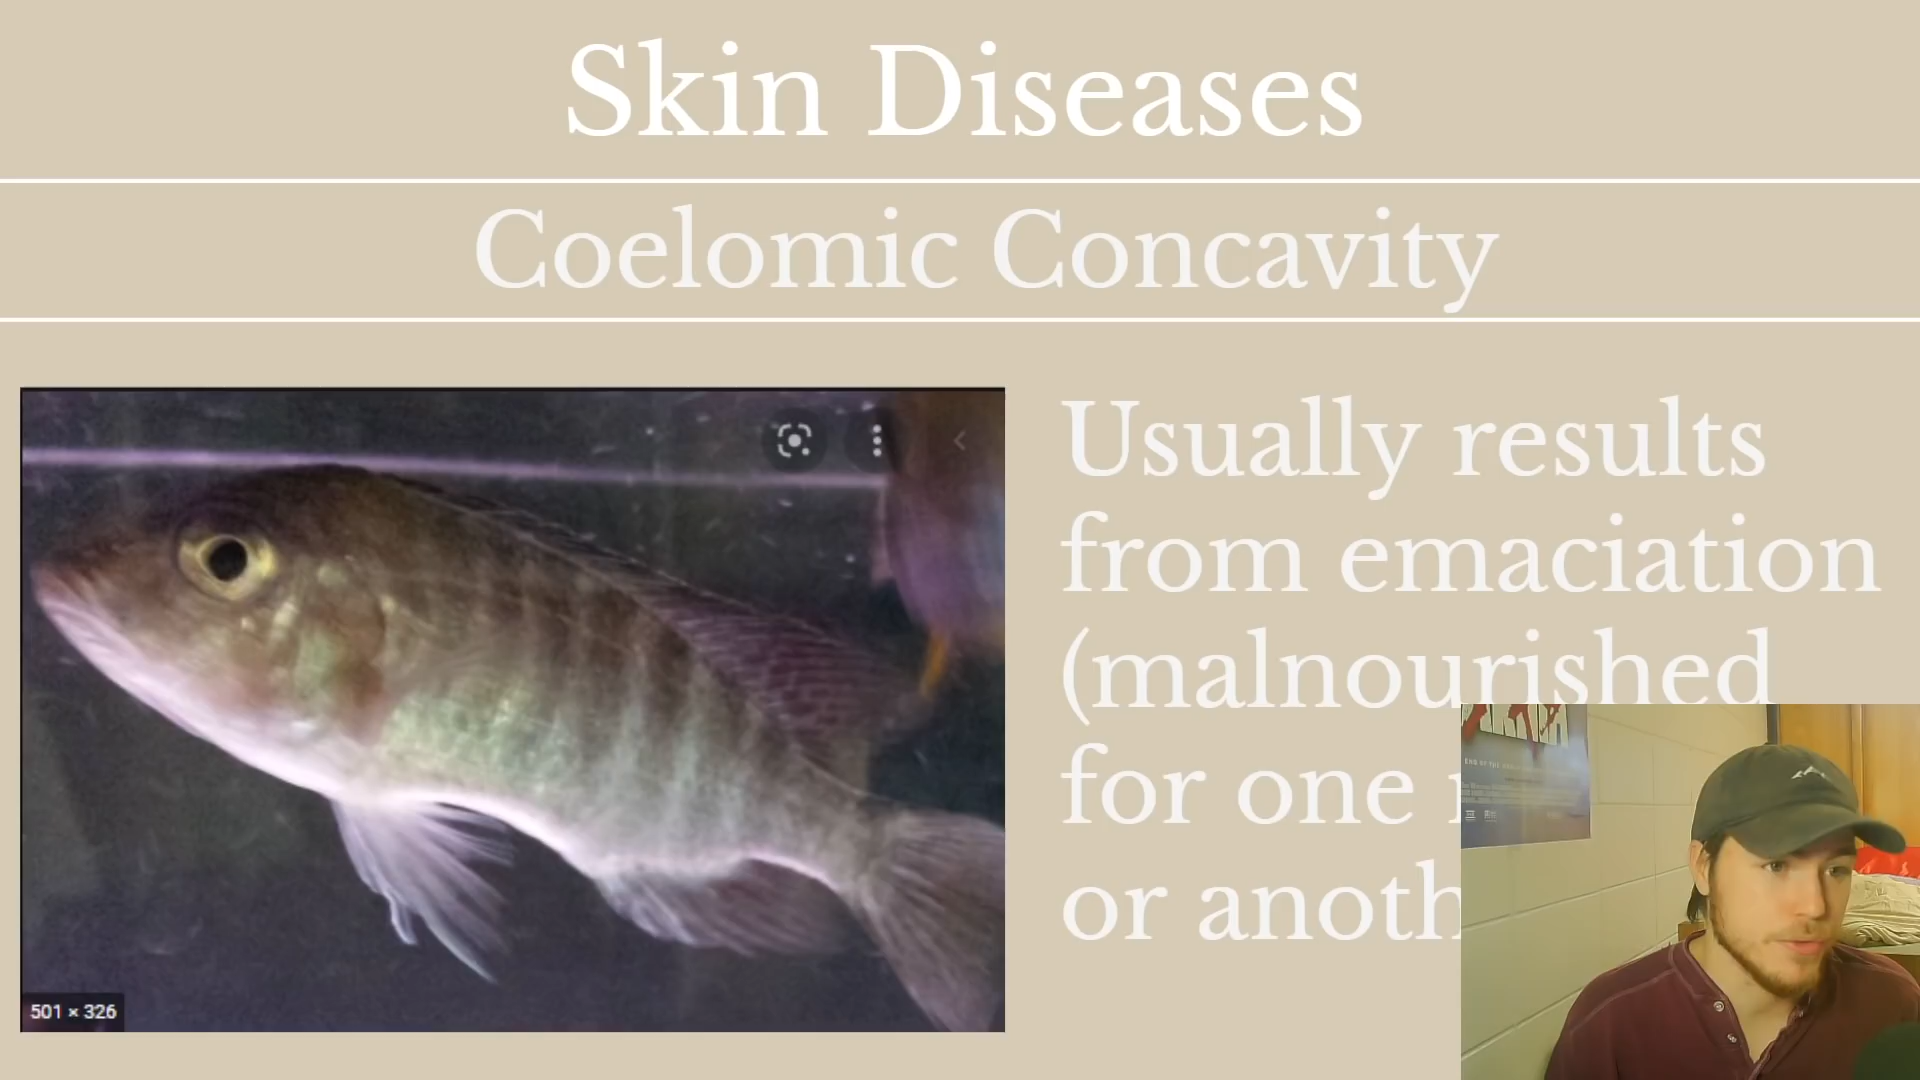 Skin Diseases
Coelomic Concavity
Usually results
from emaciation
(malnourished
for one
or anoth
501 × 326